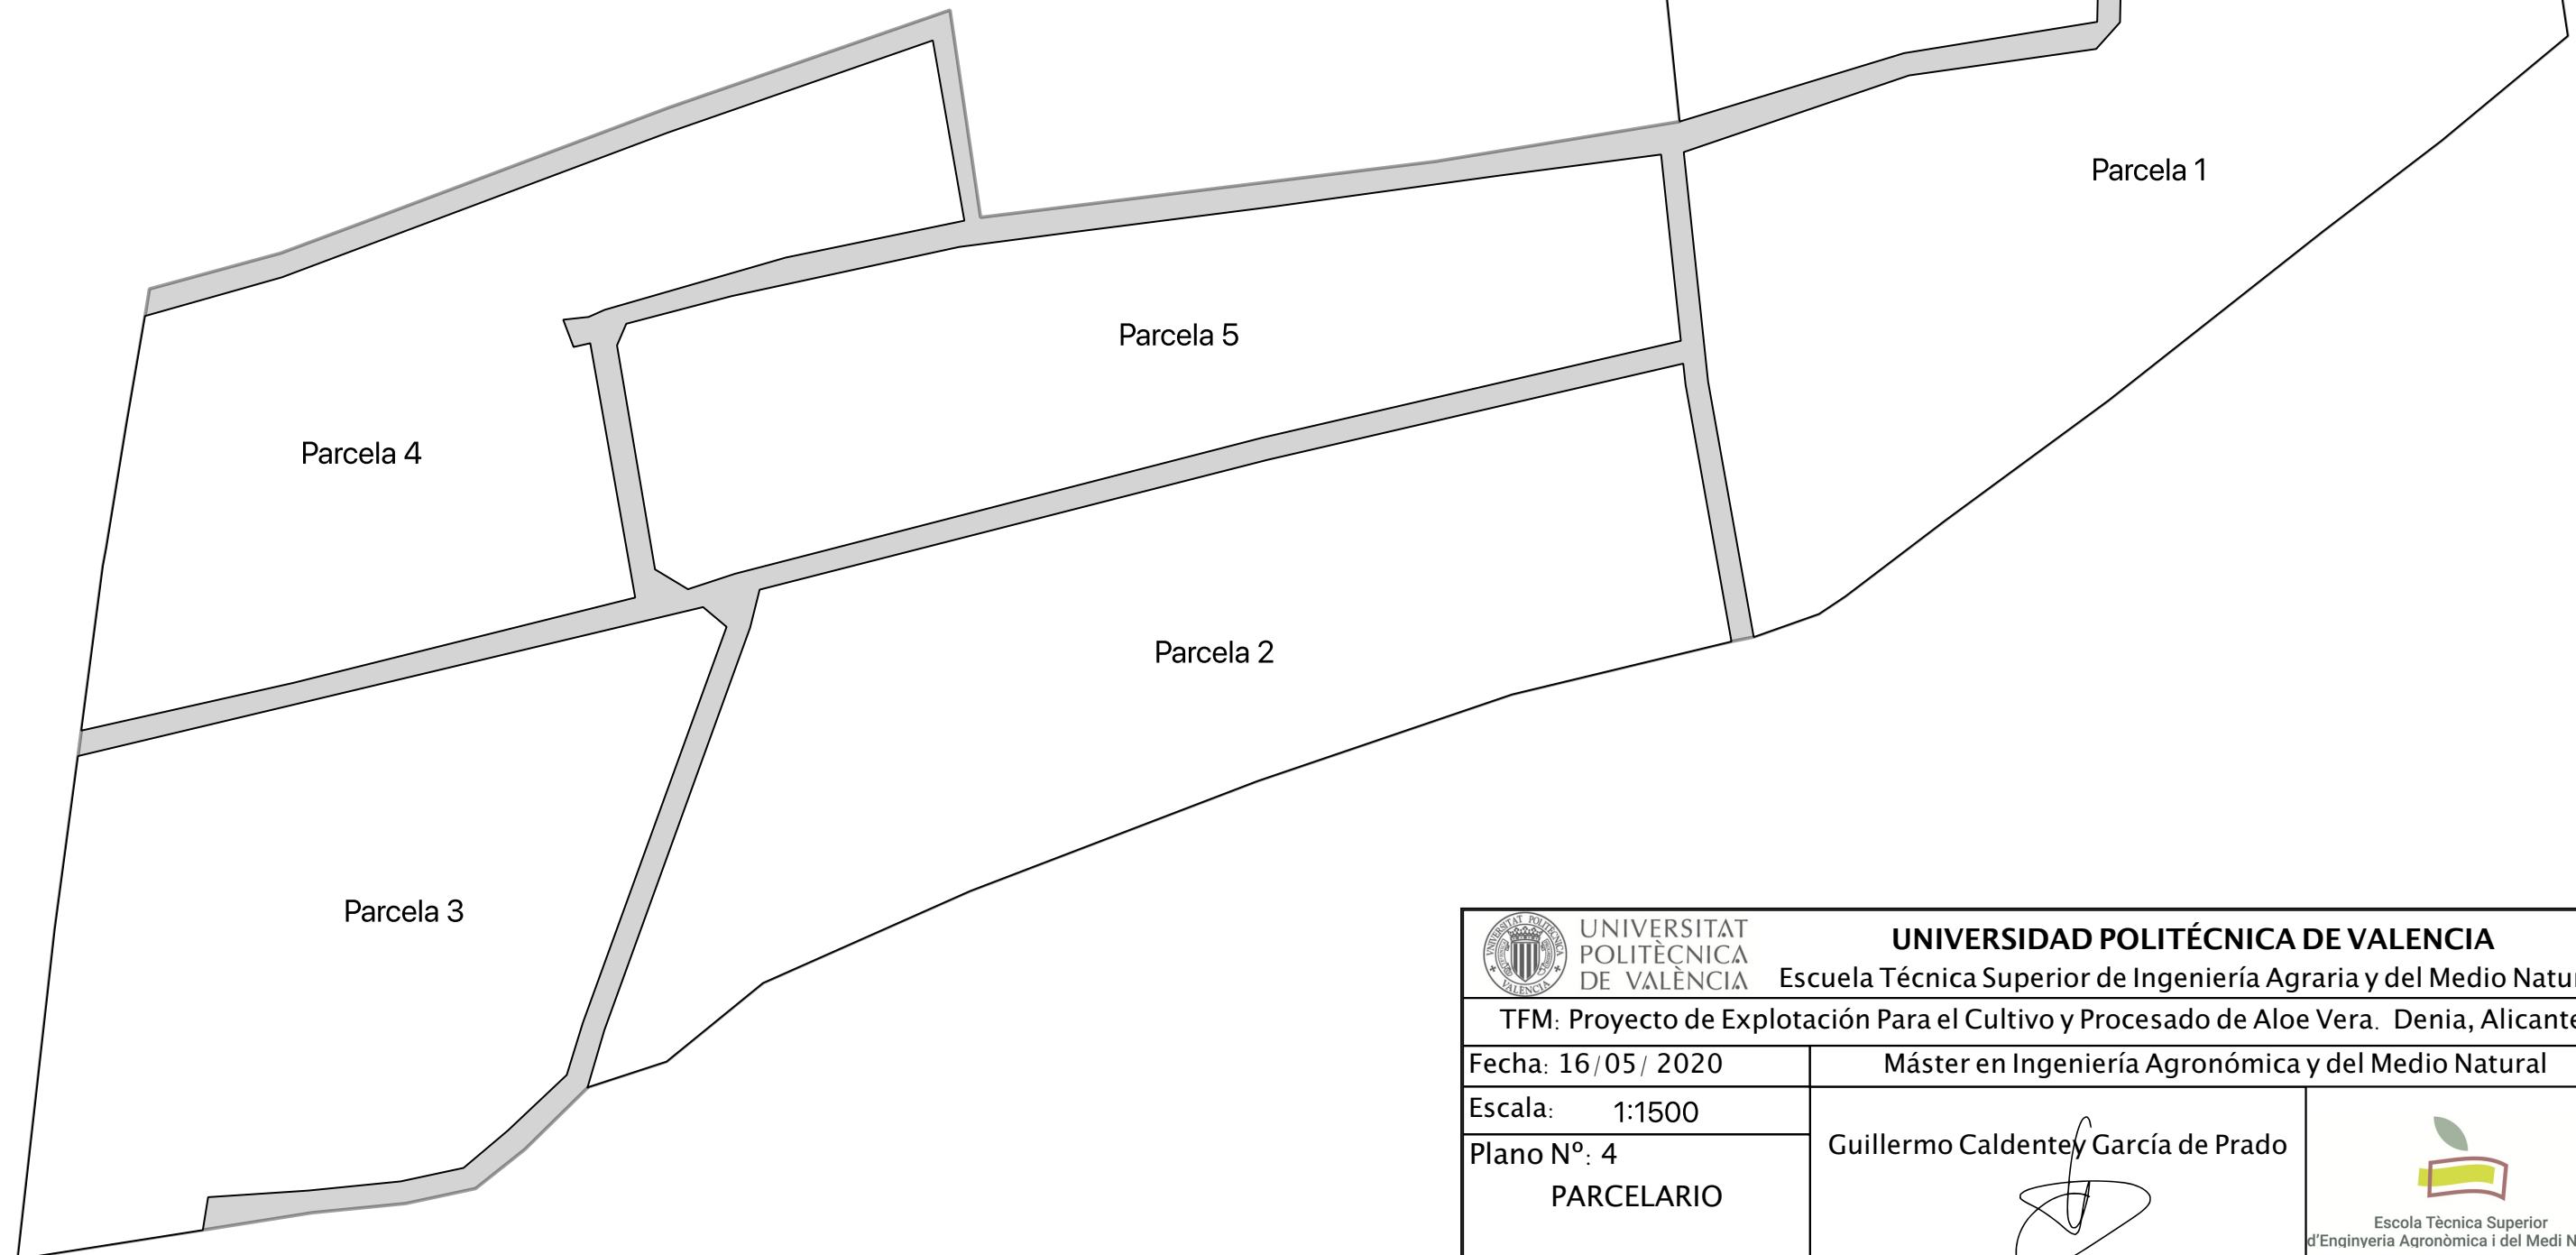 Parcela 1
Parcela 5
Parcela 4
Parcela 2
Parcela 3
UNIVERSITAT
POLITÈCNICA
DE VALÈNCIA
UNIVERSIDAD POLITÉCNICA DE VALENCIA
Escuela Técnica Superior de Ingeniería Agraria y del Medio Natu
TFM: Proyecto de Explotación Para el Cultivo y Procesado de Aloe Vera. Denia, Alicante
Fecha: 16/05/ 2020
Máster en Ingeniería Agronómica y del Medio Natural
Escala: 1:1500
Plano Nº: 4
PARCELARIO
Guillermo Caldentey García de Prado
Escola Tècnica Superior
d'Enginyeria Agronòmica i del Medi N